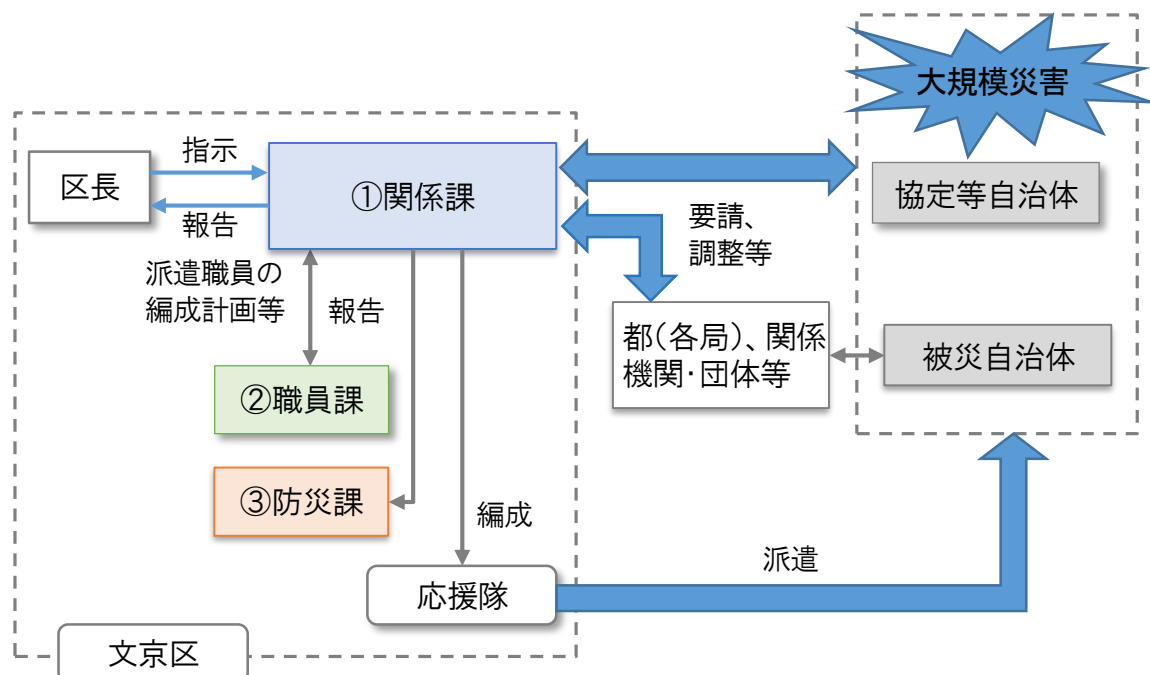 大規模災害
指示
区長
①関係課
協定等自治体
報告
要請、
調整等
派遣職員の
編成計画等
報告
都(各局)、関係
機関・団体等
被災自治体
②職員課
③防災課
編成
派遣
応援隊
文京区